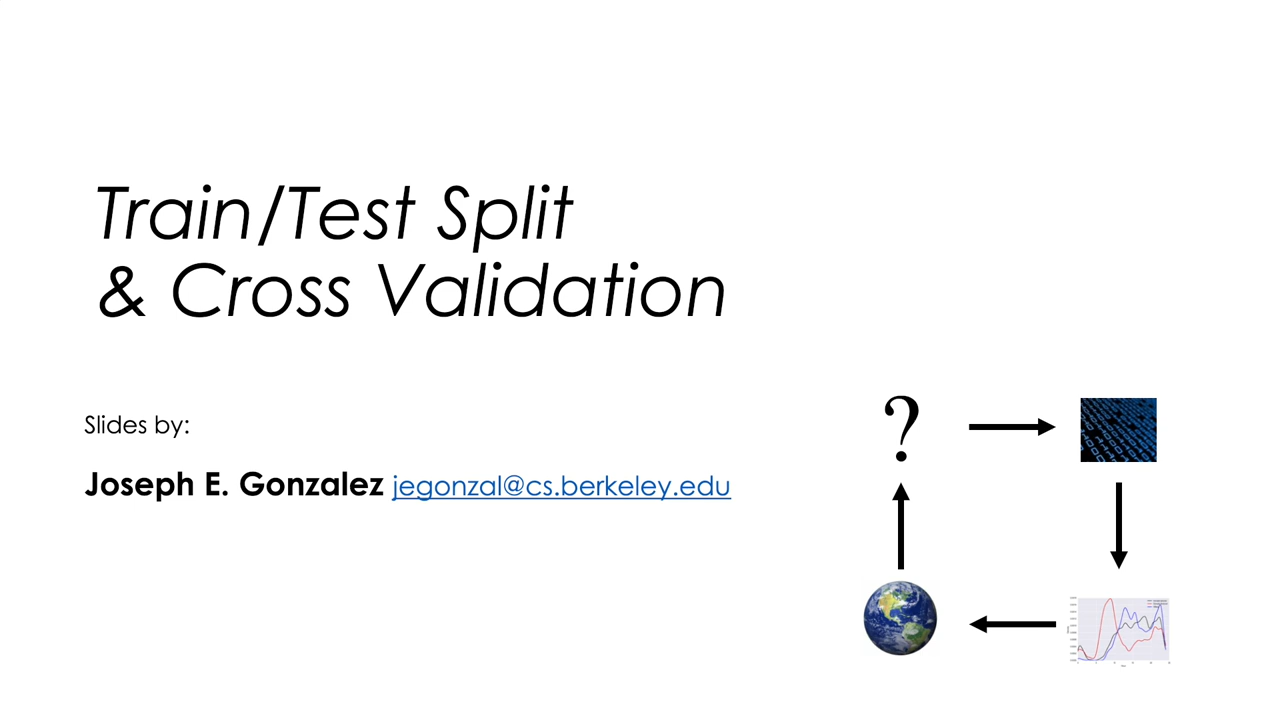 Train/Test Split
& Cross Validation
Slides by:
Joseph E. Gonzalez jegonzal@cs.berkeley.edu
?